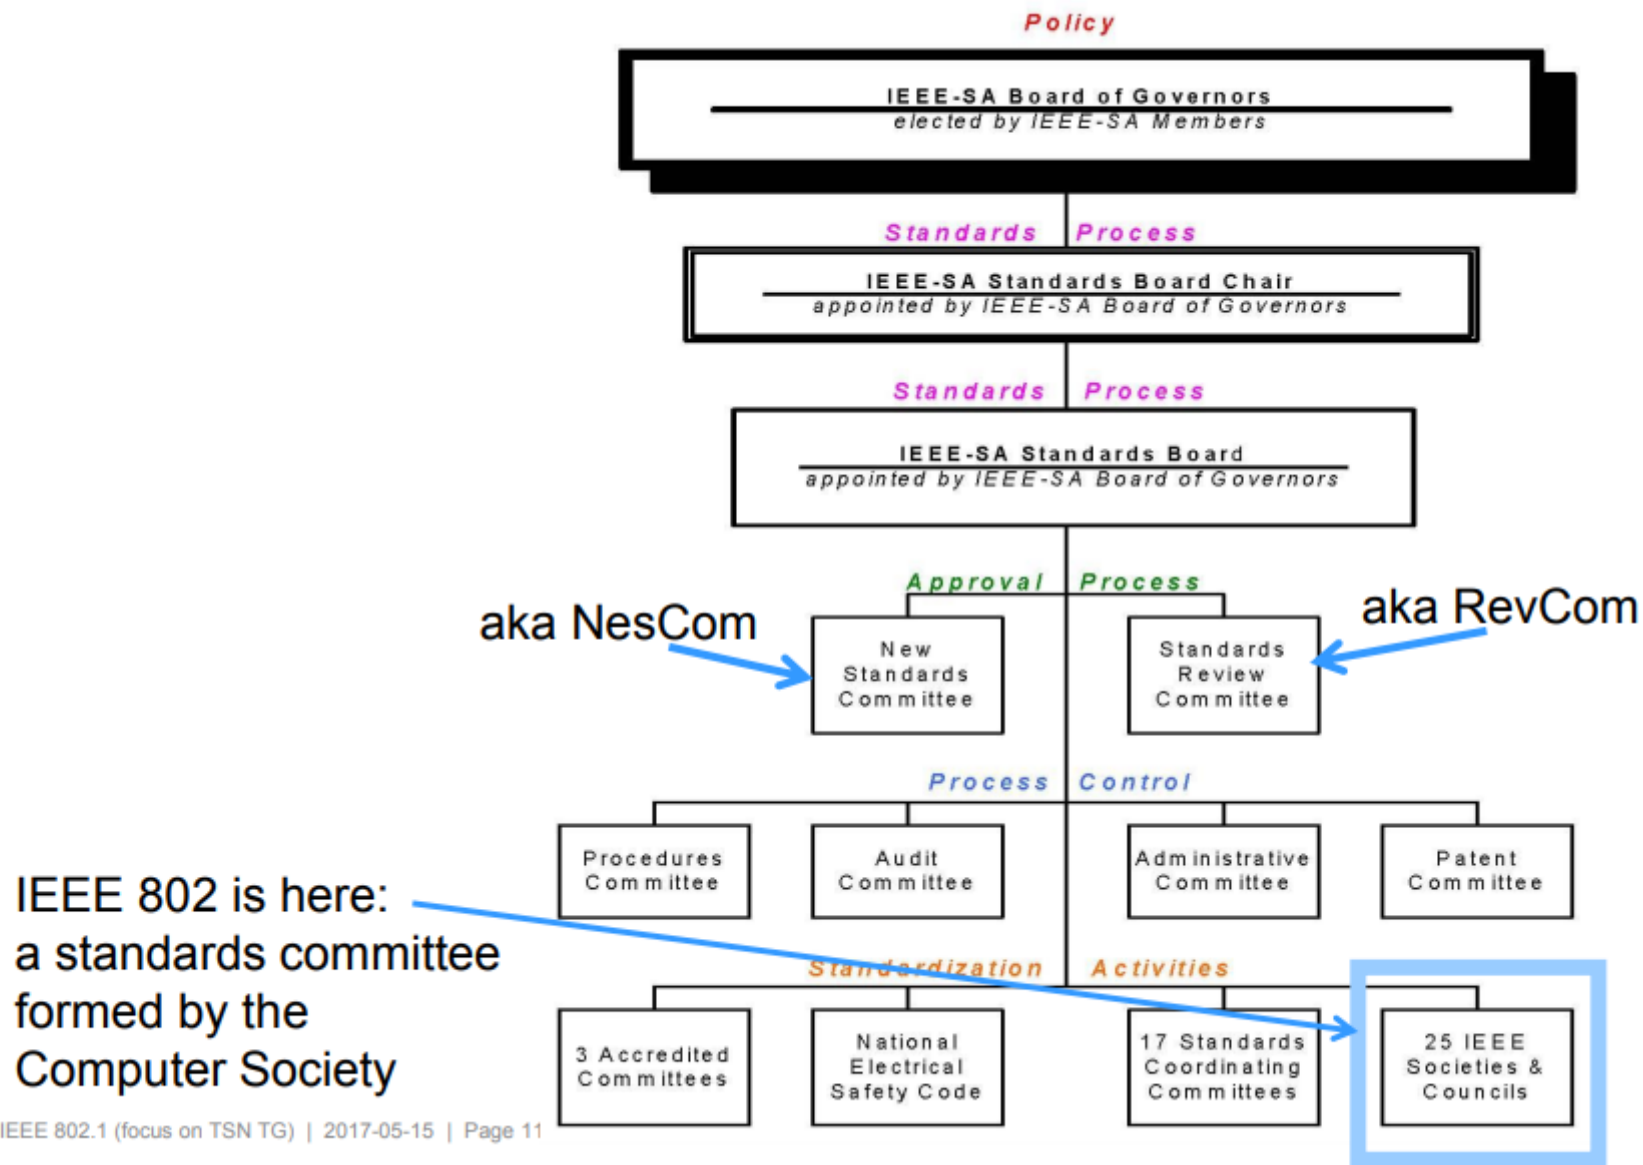 Policy
IEEE-SA Board of Governors
elected by IEEE-SA Members
Standards Process
IEEE-SA Standards Board Chair
appointed by IEEE-SA Board of Governors
Standards Process
IEEE-SA Standards Board
appointed by IEEE-SA Board of Governors
Approval Process
aka NesCom
aka RevCom
New
Standards
Committee
Standards
Review
Committee
Process Control
Procedures
Committee
Audit
Committee
Administrative
Committee
Patent
Committee
IEEE 802 is here:
a standards committee
formed by the
Computer Society
Standardization Activities
3 Accredited
Committees
National
Electrical
Safety Code
17 Standards
Coordinating
Committees
25 IEEE
Societies &
Councils
IEEE 802.1 (focus on TSN TG) | 2017-05-15 | Page 11